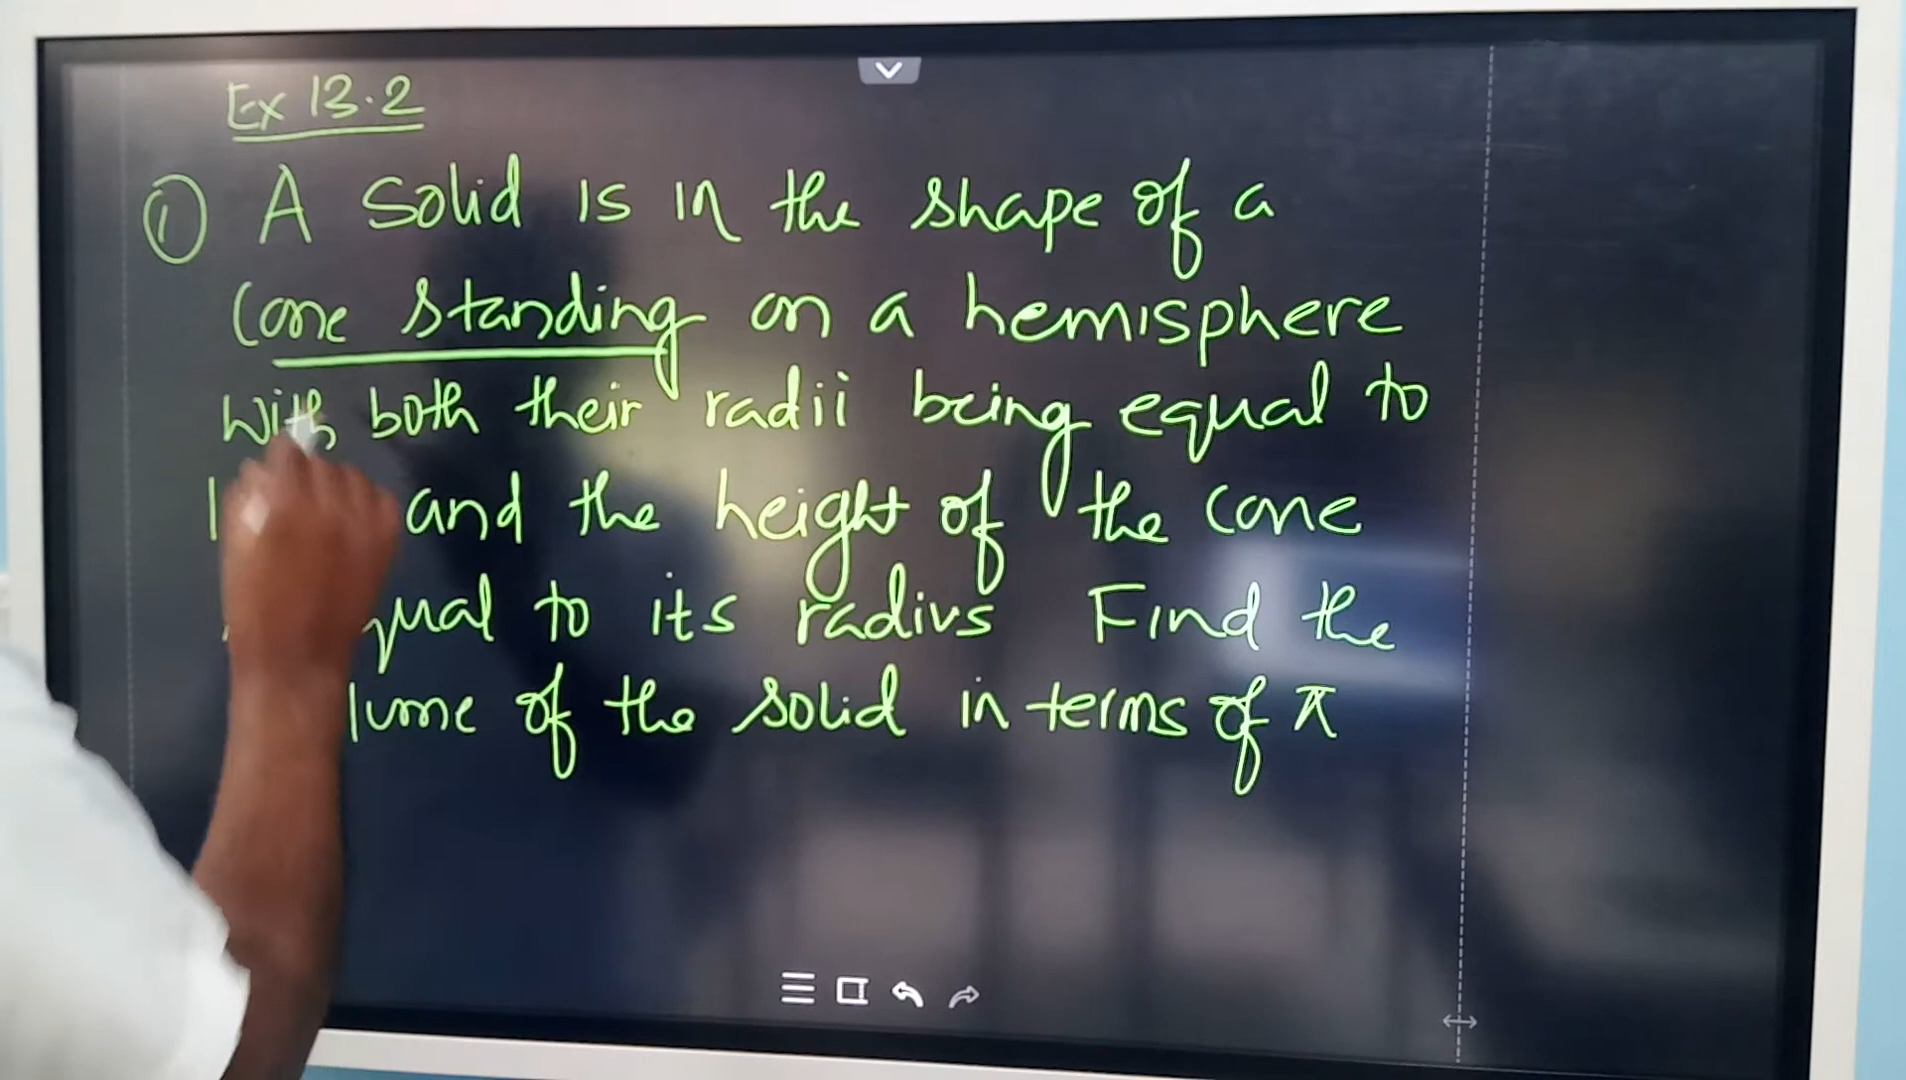 Ex 13.2
① A solid is in the shape of a
Cone standing on a hemisphere
With both their radii being equal to
1 and the height of the cone
qual to its radius Find the
lume of the solid in terms of π